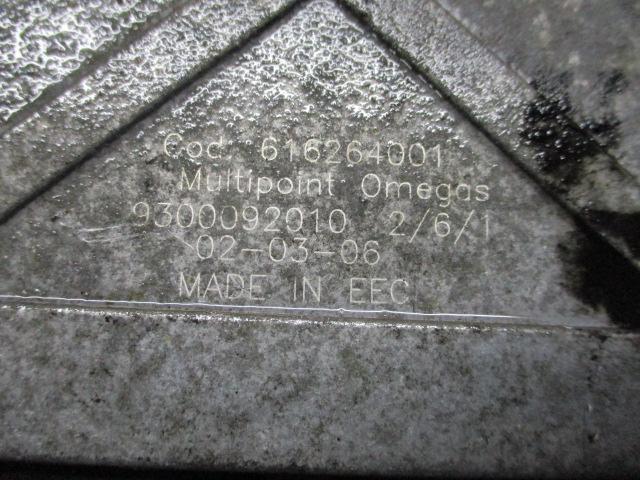 Cod. 616264001
Multipoint Omegas
9300092010 2/6/1
02-03-06
MADE IN EEC